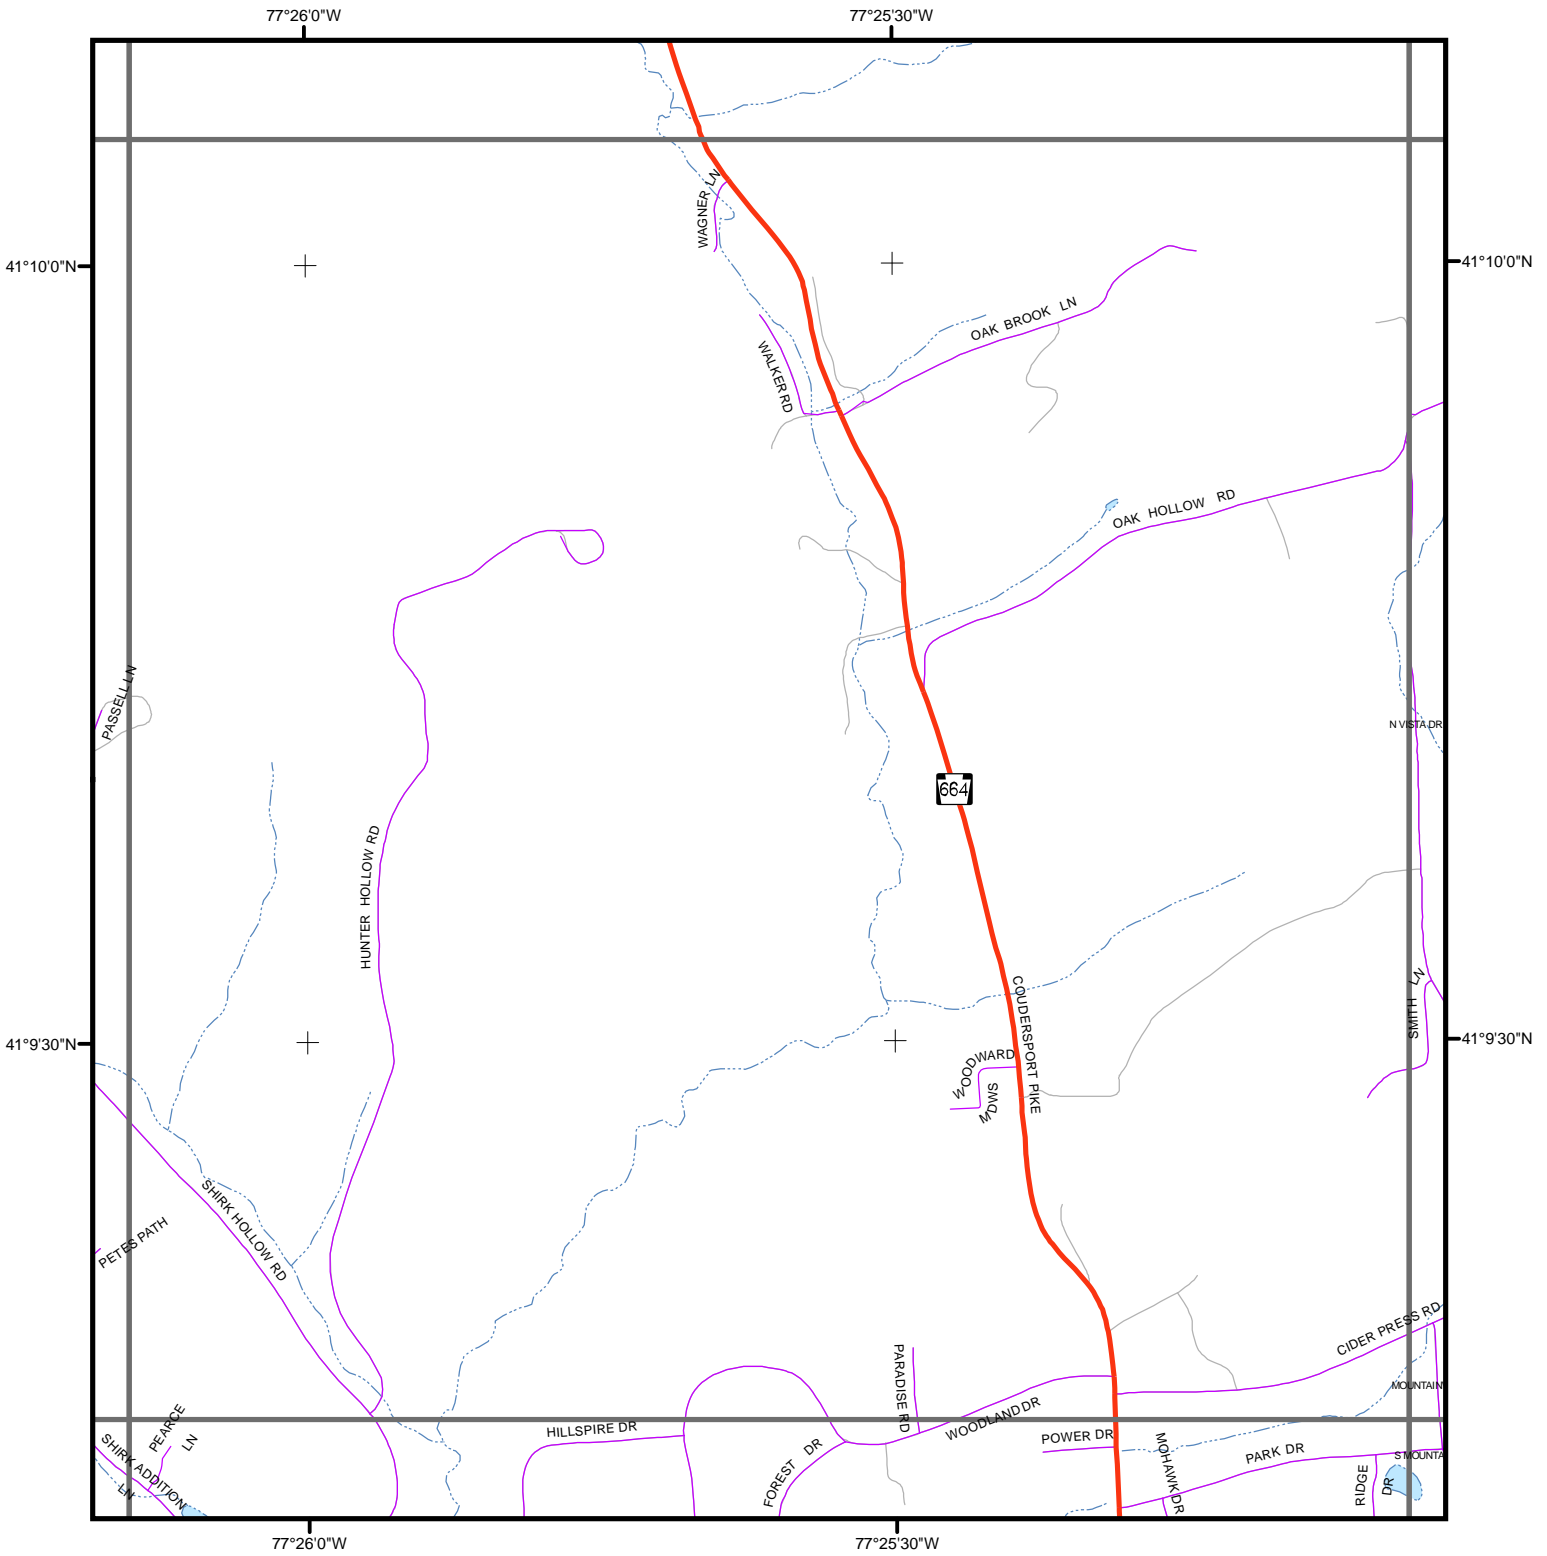 77°26'0"W
77°25'30"W
WAGNER LN
41°10'0"N
41°10'0"N
OAK BROOK LN
WALKER RD
OAK HOLLOW RD
PASSELL LN
N VISTA DR
664
HUNTER HOLLOW RD
COUDERSPORT PIKE
SMITH LN
41°9'30"N
41°9'30"N
WOODWARD
MDWS
SHIRK HOLLOW RD
PETES PATH
CIDER PRESS RD
PARADISE RD
MOUNTAIN
WOODLAND DR
HILLSPIRE DR
PEARCE
LN
POWER DR
FOREST DR
MOHAWK DR
PARK DR
S MOUNTA
SHIRK ADDITION
LN
RIDGE
DR
77°26'0"W
77°25'30"W